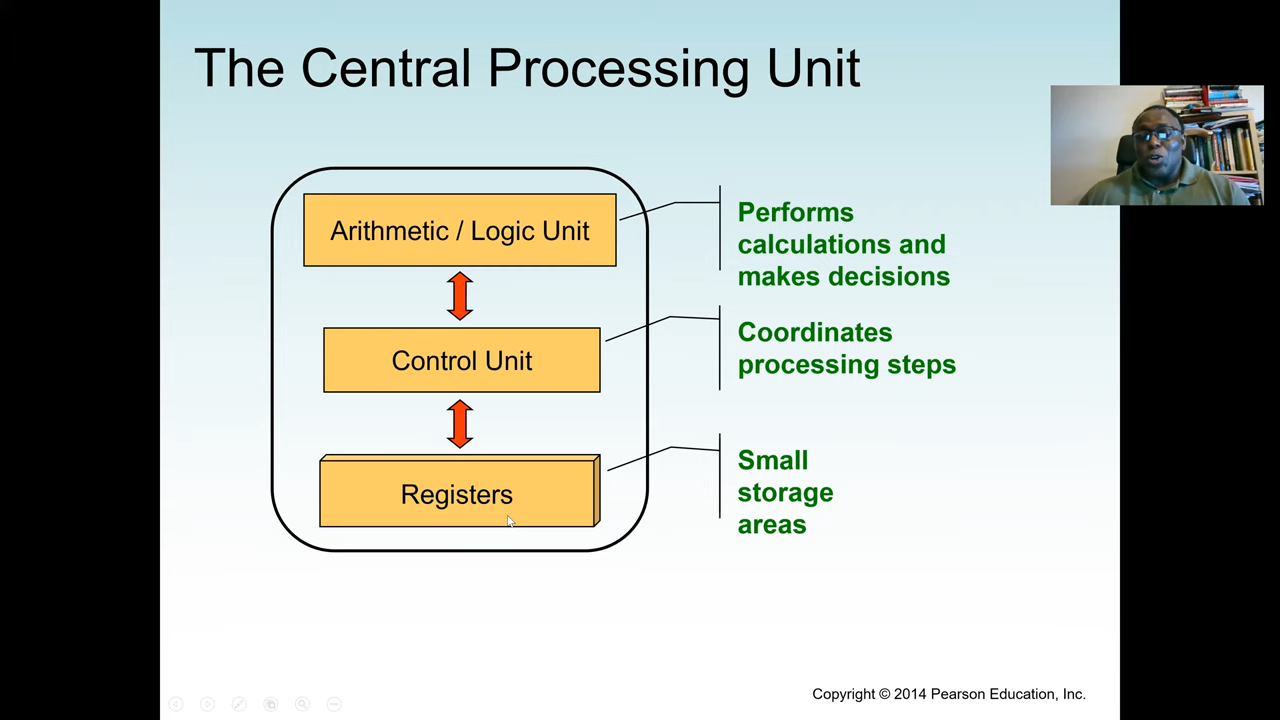 The Central Processing Unit
Arithmetic / Logic Unit
Performs
calculations and
makes decisions
Control Unit
Coordinates
processing steps
Registers
Small
storage
areas
Copyright © 2014 Pearson Education, Inc.